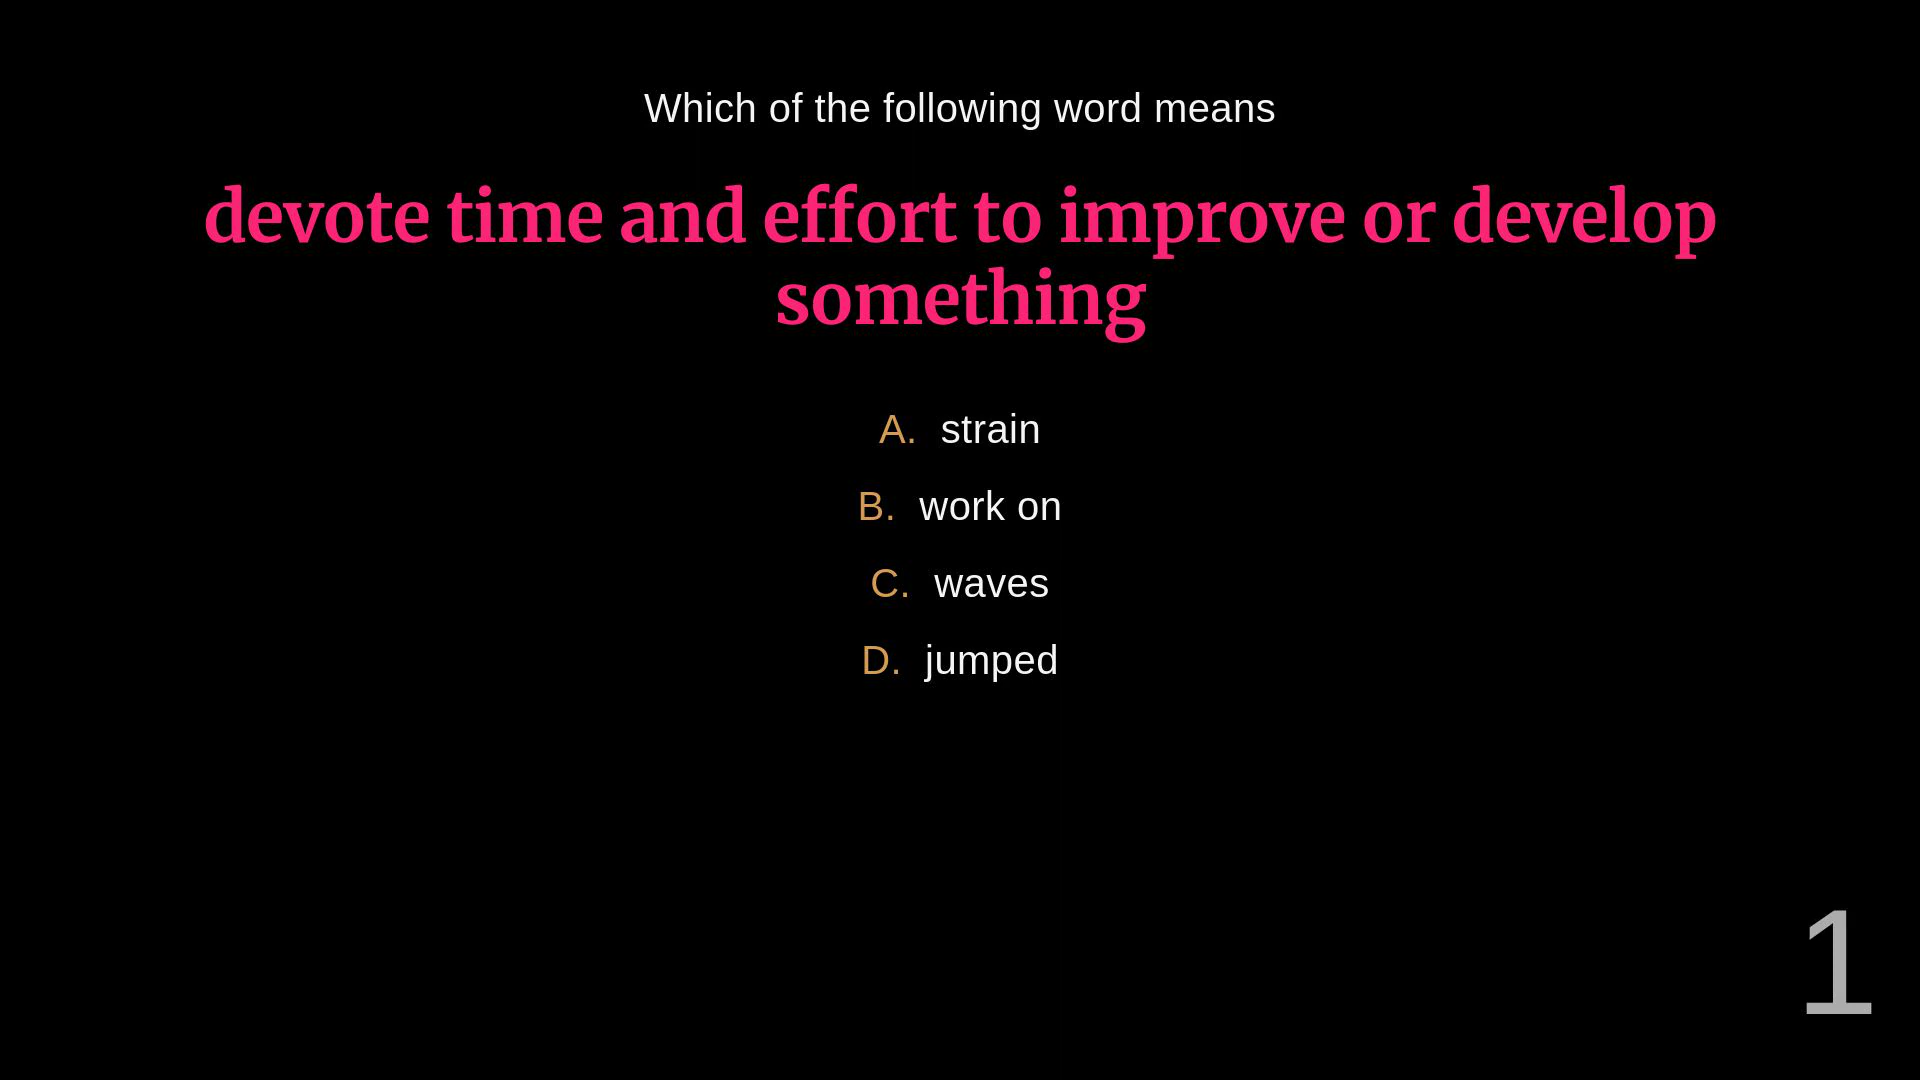 Which of the following word means
devote time and effort to improve or develop
something
A. strain
B. work on
C. waves
D. jumped
1